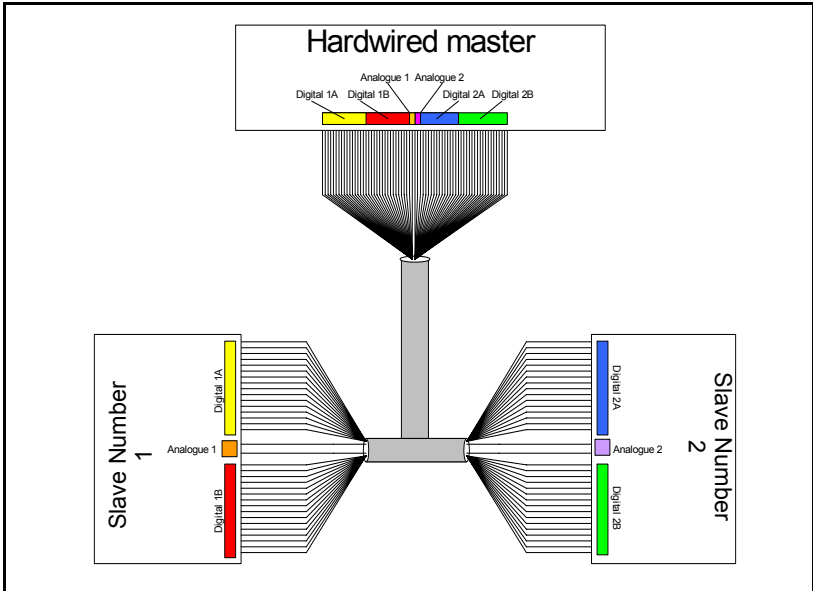 Hardwired master
Analogue 1 Analogue 2
Digital 1A Digital 1B Digital 2A Digital 2B
Slave Number
1
Digital 1A
Analogue 1
Digital 1B
Digital 2A
Analogue 2
Digital 2B
Slave Number
2